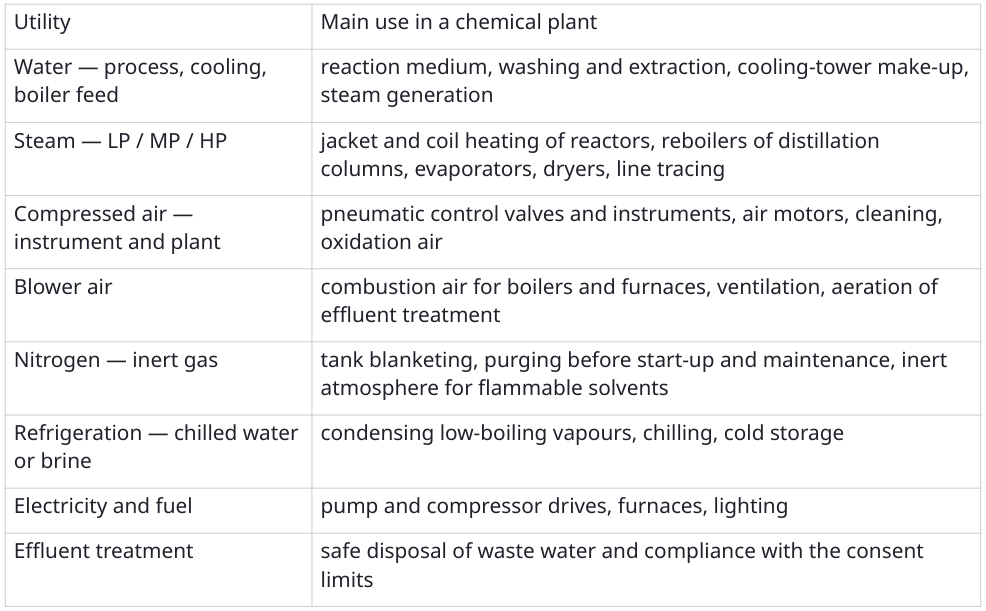 Utility
Main use in a chemical plant
Water — process, cooling,
boiler feed
reaction medium, washing and extraction, cooling-tower make-up,
steam generation
Steam — LP / MP / HP
jacket and coil heating of reactors, reboilers of distillation
columns, evaporators, dryers, line tracing
Compressed air —
instrument and plant
pneumatic control valves and instruments, air motors, cleaning,
oxidation air
Blower air
combustion air for boilers and furnaces, ventilation, aeration of
effluent treatment
Nitrogen — inert gas
tank blanketing, purging before start-up and maintenance, inert
atmosphere for flammable solvents
Refrigeration — chilled water
or brine
condensing low-boiling vapours, chilling, cold storage
Electricity and fuel
pump and compressor drives, furnaces, lighting
Effluent treatment
safe disposal of waste water and compliance with the consent
limits